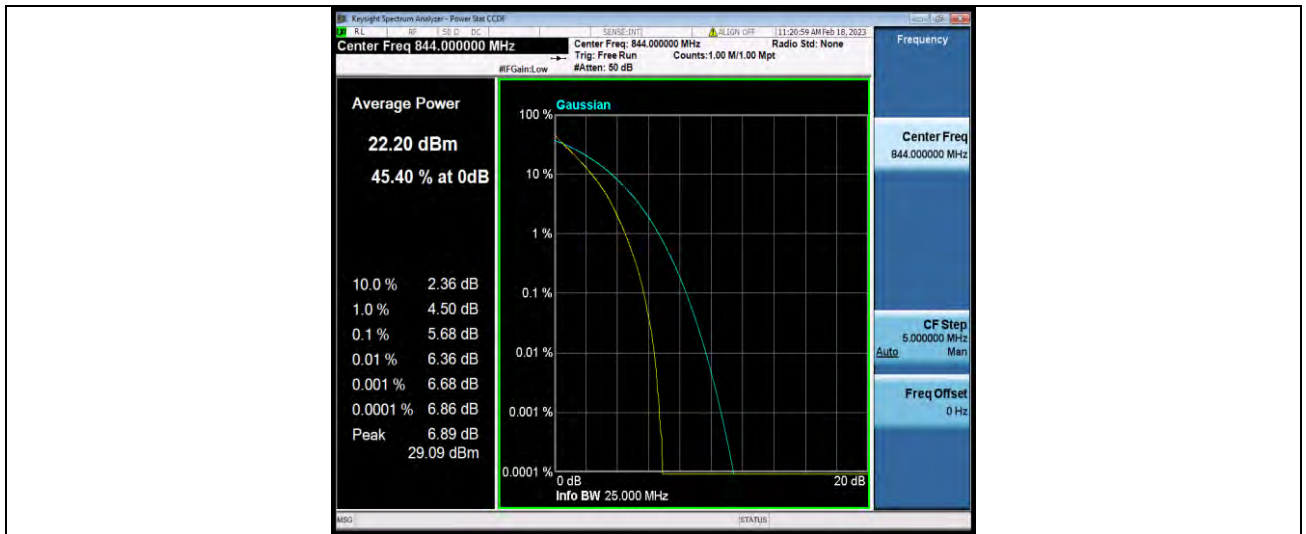 Keysight Spectrum Analyzer - Power Stat CCDF
RL RF 50 Ω DC SENSE:INT ALIGN OFF 11:20:59 AM Feb 18, 2023
Center Freq 844.000000 MHz
Center Freq: 844.000000 MHz Radio Std: None
Trig: Free Run Counts:1.00 M/1.00 Mpt
#IFGain:Low #Atten: 50 dB
Average Power
22.20 dBm
45.40 % at 0dB
10.0 % 2.36 dB
1.0 % 4.50 dB
0.1 % 5.68 dB
0.01 % 6.36 dB
0.001 % 6.68 dB
0.0001 % 6.86 dB
Peak 6.89 dB
29.09 dBm
Gaussian
100 %
10 %
1 %
0.1 %
0.01 %
0.001 %
0.0001 %
0 dB 20 dB
Info BW 25.000 MHz
Frequency
Center Freq
844.000000 MHz
CF Step
5.000000 MHz
Auto Man
Freq Offset
0 Hz
MSG STATUS